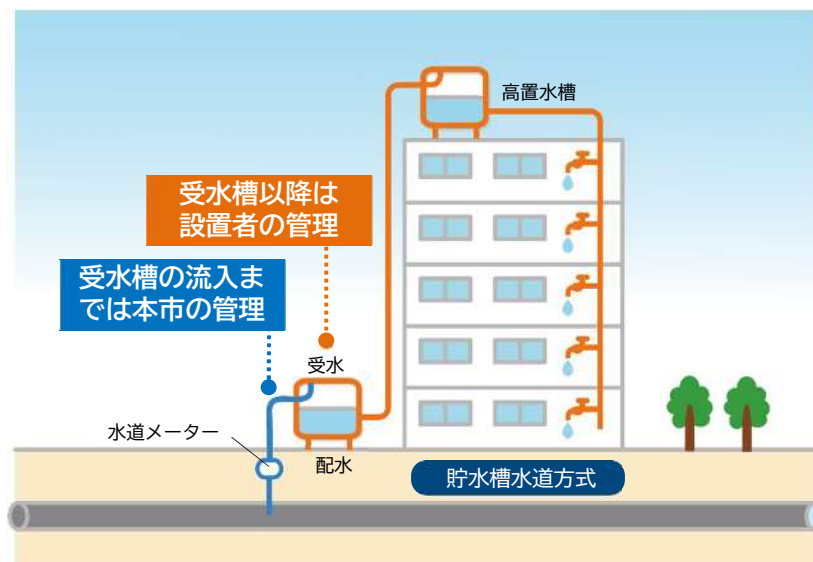 高置水槽
受水槽以降は
設置者の管理
受水槽の流入ま
では本市の管理
受水
水道メーター
配水
貯水槽水道方式